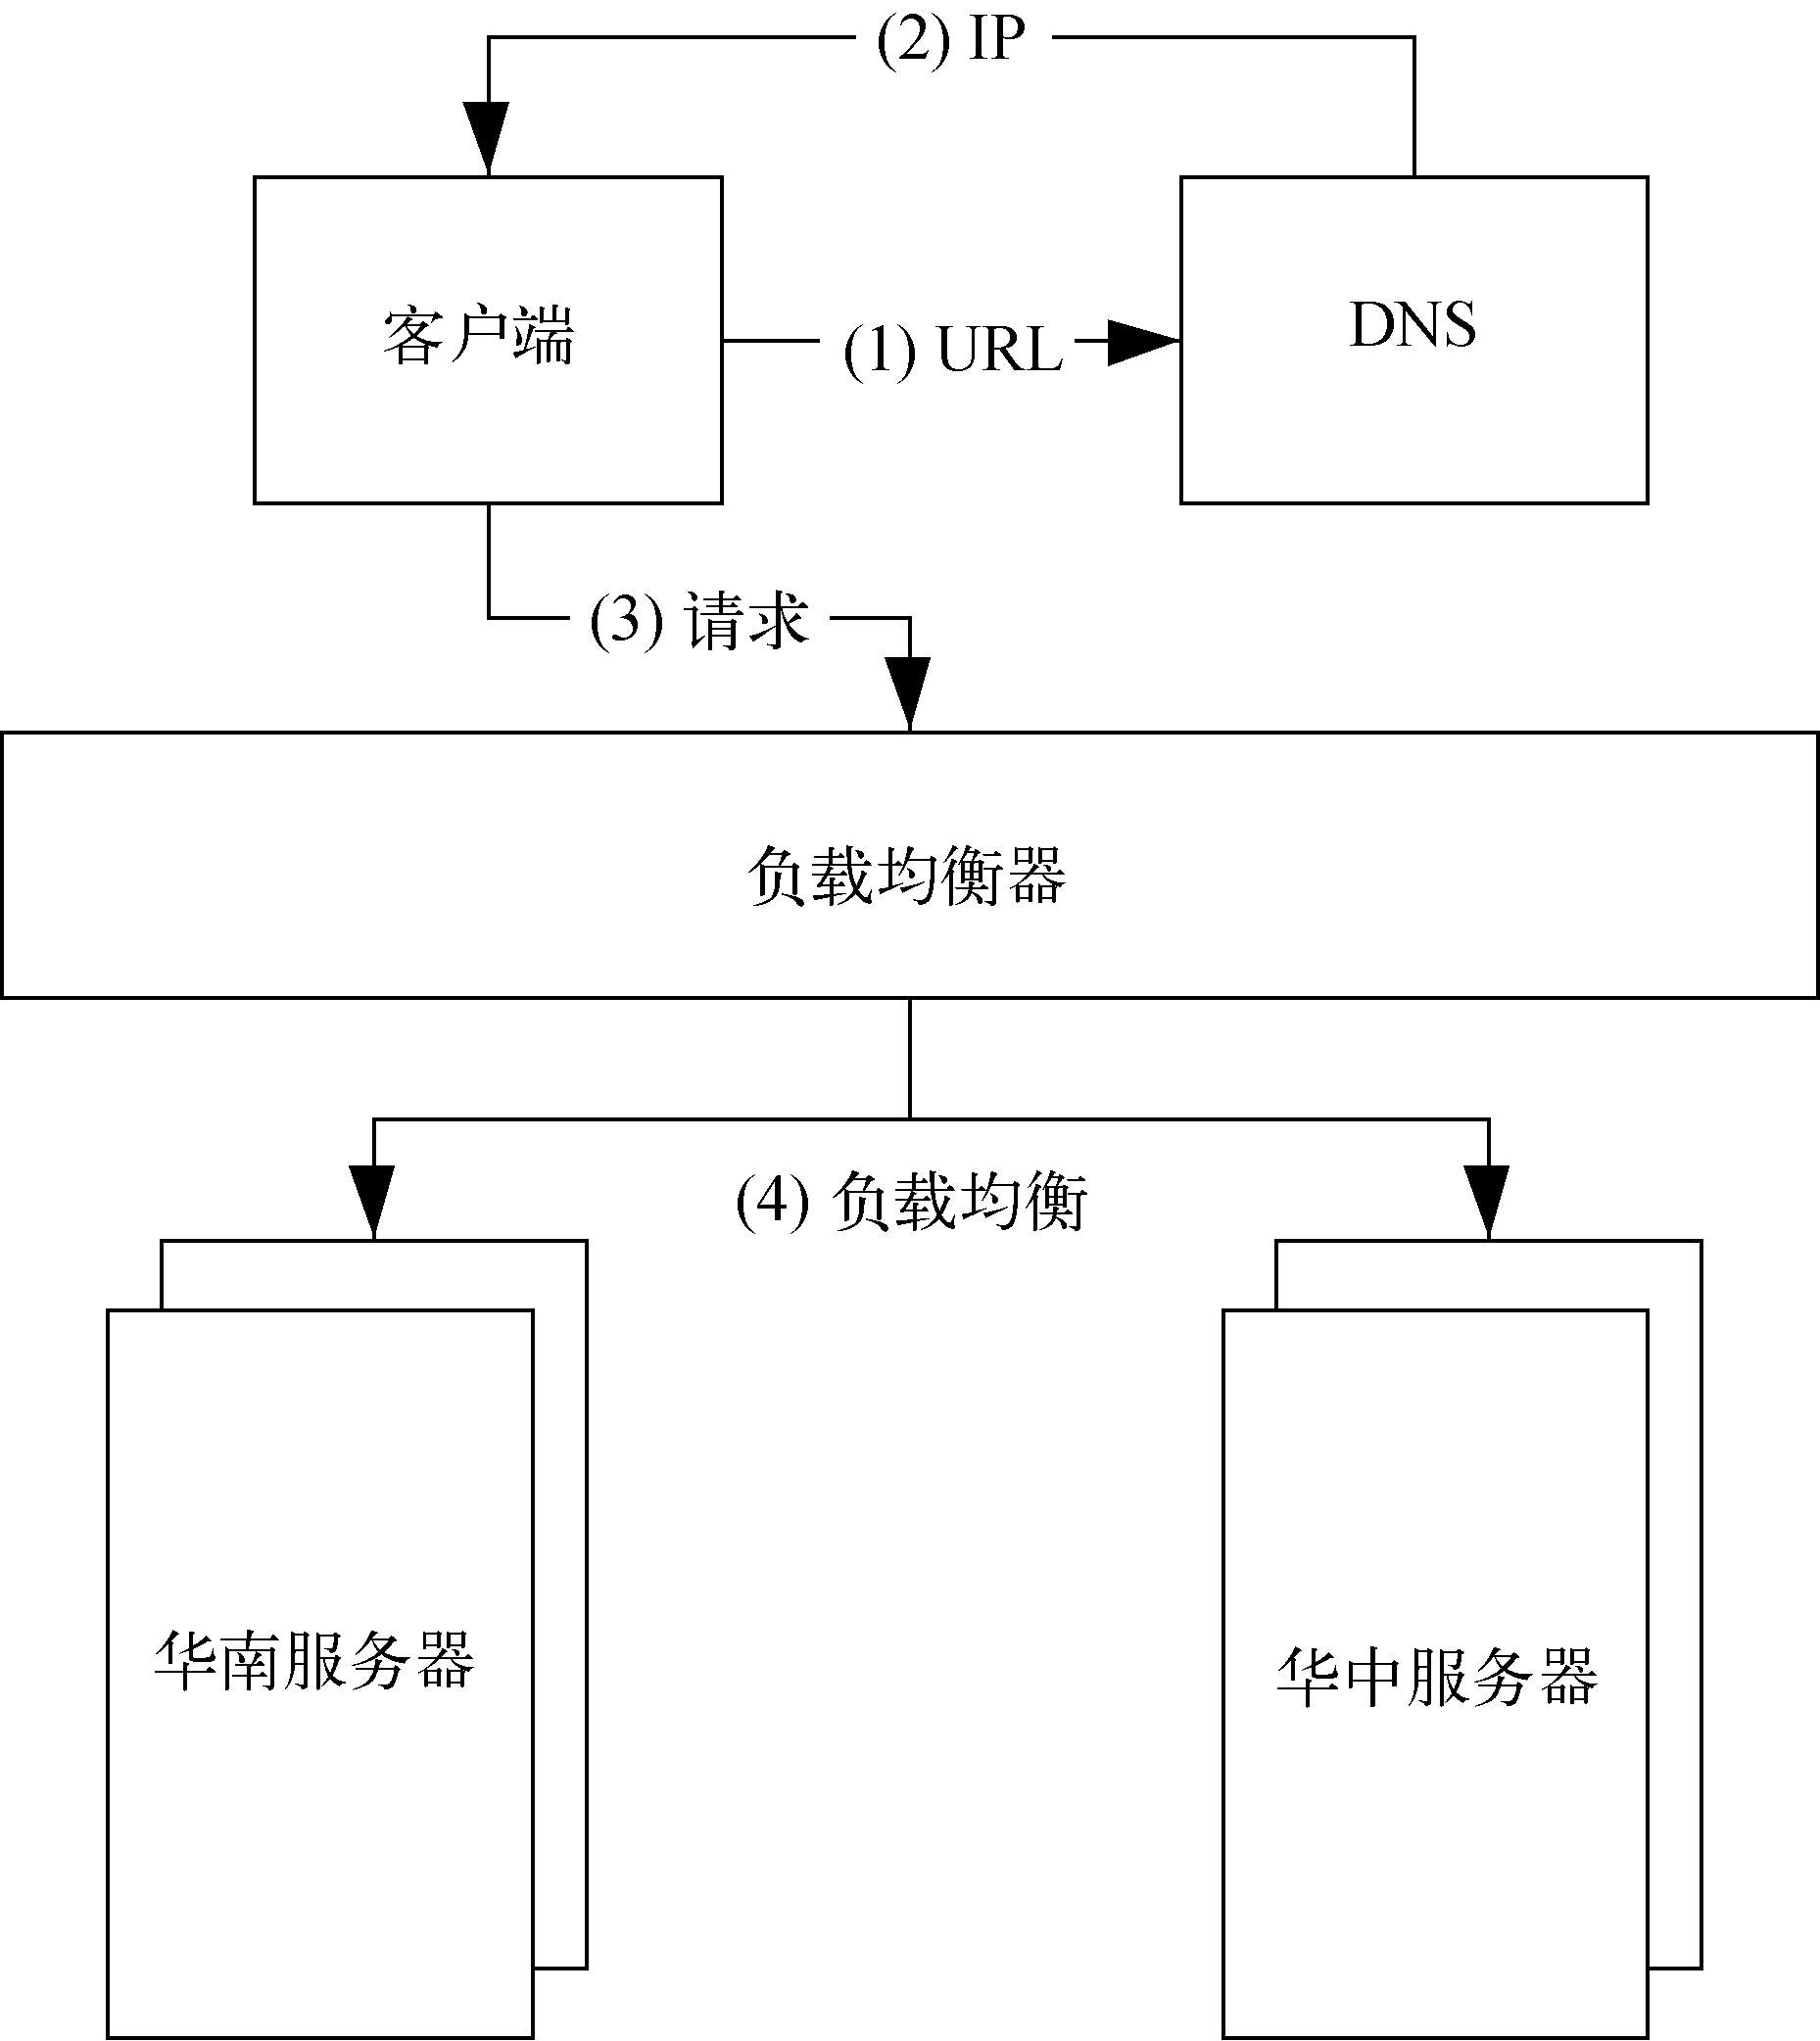 (2) IP
客户端
(1) URL
DNS
(3) 请求
负载均衡器
(4) 负载均衡
华南服务器
华中服务器